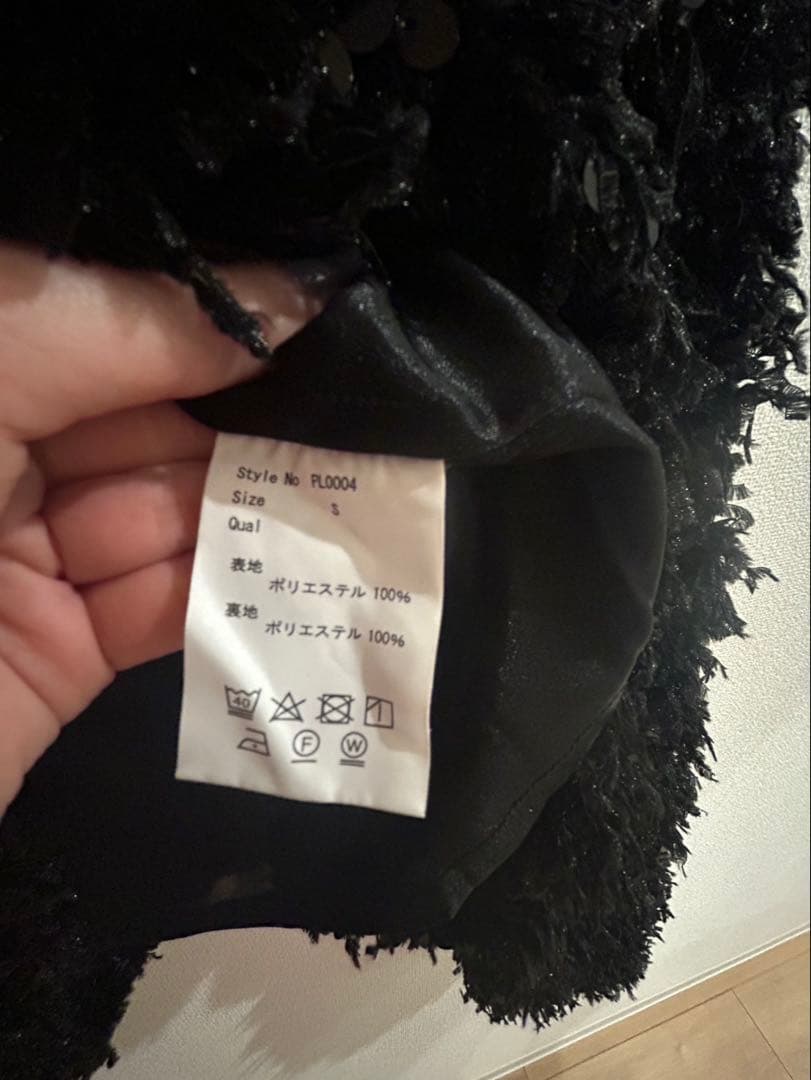 Style No PL0004
Size S
Qual
表地
ポリエステル 100%
裏地
ポリエステル 100%
40
F W